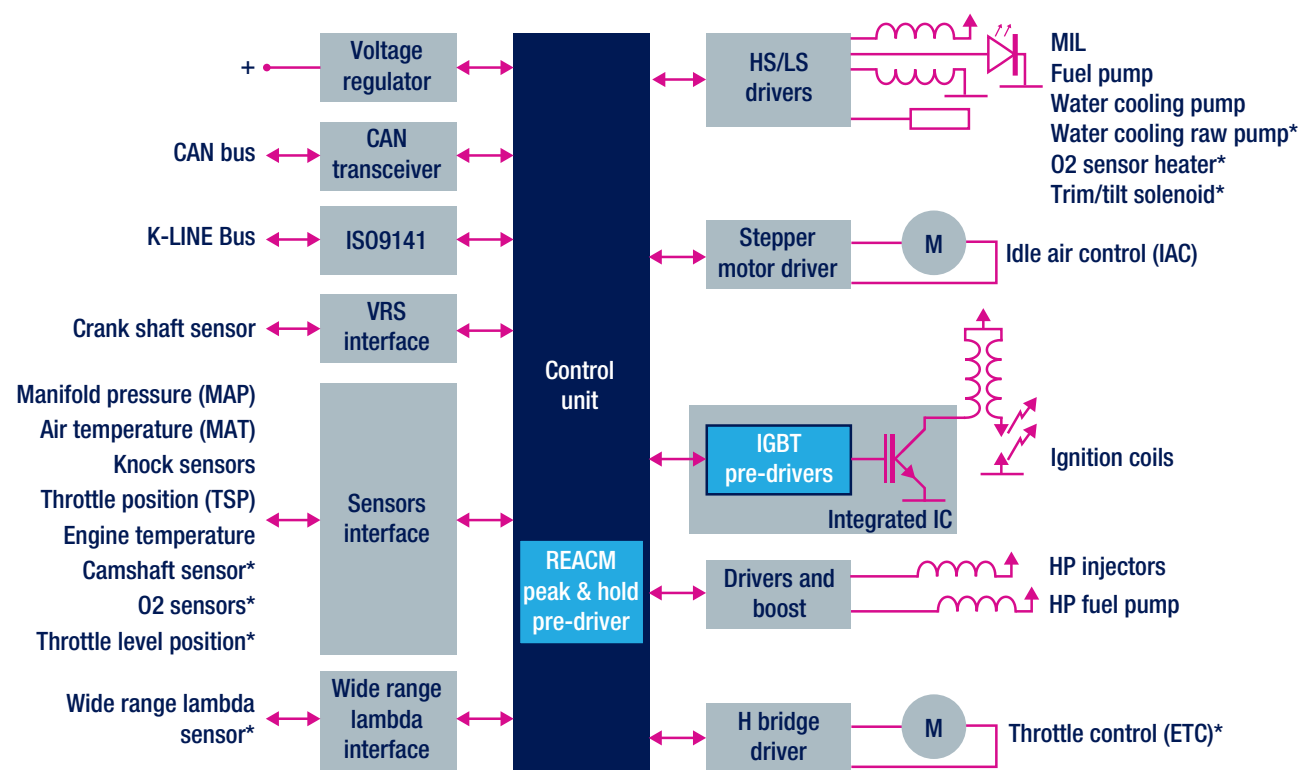 +
Voltage
regulator
CAN bus
CAN
transceiver
K-LINE Bus
ISO9141
Crank shaft sensor
VRS
interface
Manifold pressure (MAP)
Air temperature (MAT)
Knock sensors
Throttle position (TSP)
Engine temperature
Camshaft sensor*
O2 sensors*
Throttle level position*
Sensors
interface
Wide range lambda
sensor*
Wide range
lambda
interface
Control
unit
REACM
peak & hold
pre-driver
HS/LS
drivers
MIL
Fuel pump
Water cooling pump
Water cooling raw pump*
O2 sensor heater*
Trim/tilt solenoid*
Stepper
motor driver
M
Idle air control (IAC)
IGBT
pre-drivers
Integrated IC
Ignition coils
Drivers and
boost
HP injectors
HP fuel pump
H bridge
driver
M
Throttle control (ETC)*